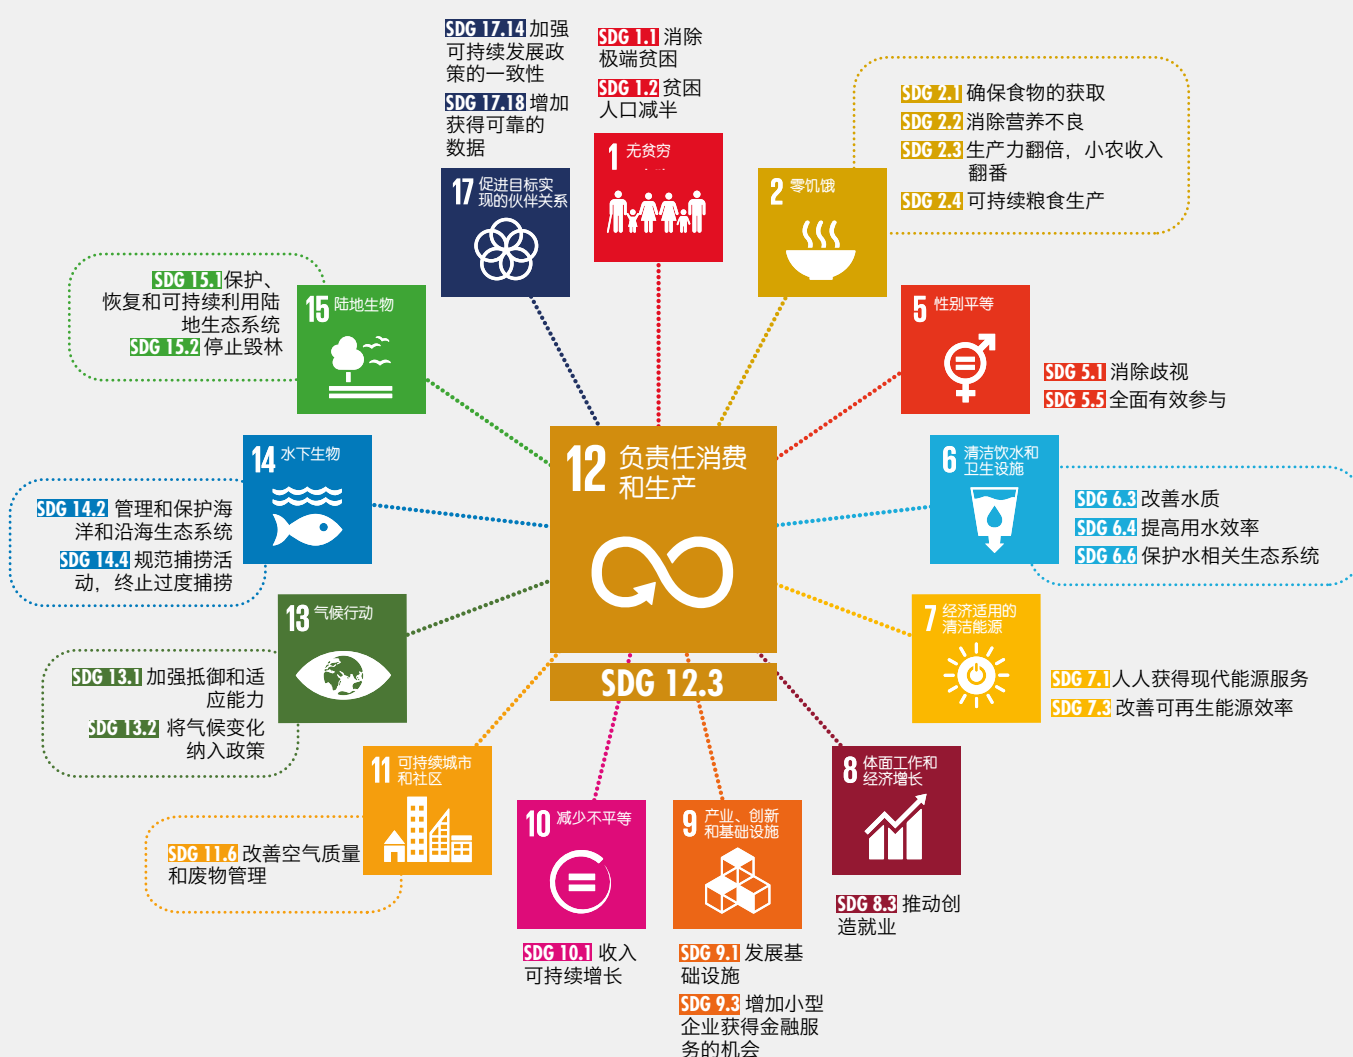 SDG 17.14 加强
可持续发展政
策的一致性
SDG 17.18 增加
获得可靠的
数据
17 促进目标实
现的伙伴关系
SDG 1.1 消除
极端贫困
SDG 1.2 贫困
人口减半
1 无贫穷
2 零饥饿
SDG 2.1 确保食物的获取
SDG 2.2 消除营养不良
SDG 2.3 生产力翻倍，小农收入
翻番
SDG 2.4 可持续粮食生产
SDG 15.1 保护、
恢复和可持续利用陆
地生态系统
SDG 15.2 停止毁林
15 陆地生物
5 性别平等
SDG 5.1 消除歧视
SDG 5.5 全面有效参与
14 水下生物
SDG 14.2 管理和保护海
洋和沿海生态系统
SDG 14.4 规范捕捞活
动，终止过度捕捞
12 负责任消费
和生产
SDG 12.3
6 清洁饮水和
卫生设施
SDG 6.3 改善水质
SDG 6.4 提高用水效率
SDG 6.6 保护水相关生态系统
13 气候行动
SDG 13.1 加强抵御和适
应能力
SDG 13.2 将气候变化
纳入政策
7 经济适用的
清洁能源
SDG 7.1 人人获得现代能源服务
SDG 7.3 改善可再生能源效率
11 可持续城市
和社区
SDG 11.6 改善空气质量
和废物管理
10 减少不平等
SDG 10.1 收入
可持续增长
9 产业、创新
和基础设施
SDG 9.1 发展基
础设施
SDG 9.3 增加小型
企业获得金融服
务的机会
8 体面工作和
经济增长
SDG 8.3 推动创
造就业